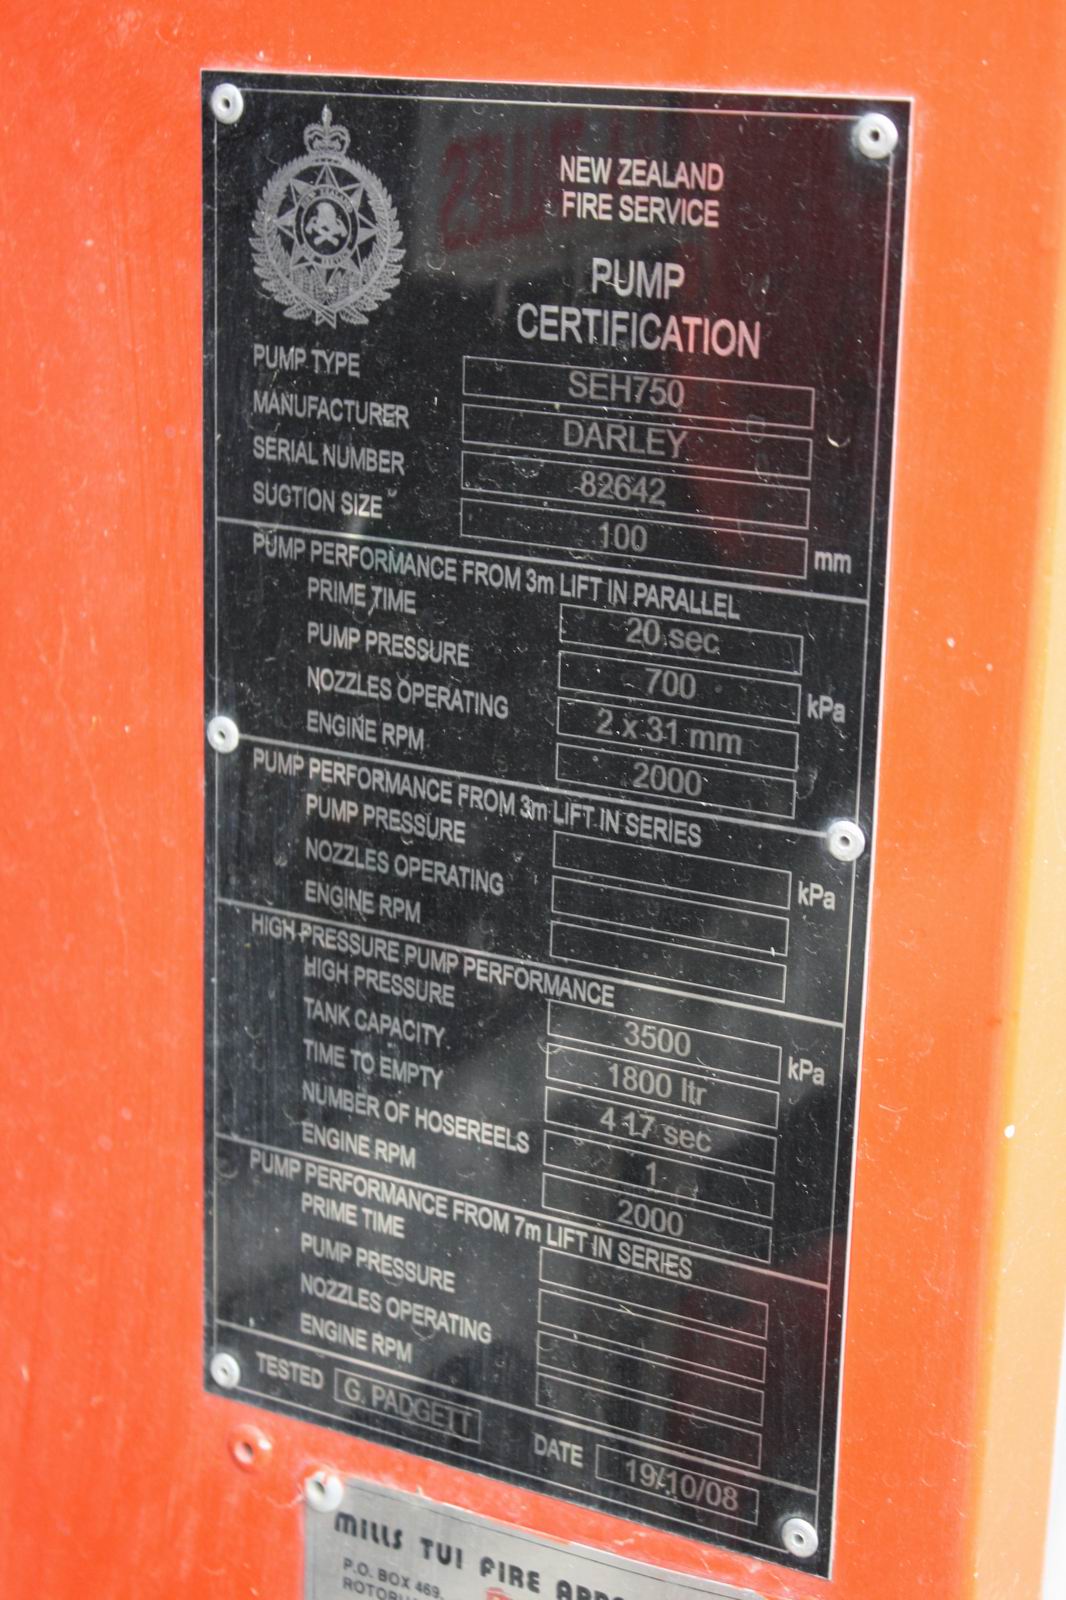 NEW ZEALAND
FIRE SERVICE
PUMP
CERTIFICATION
PUMP TYPE SEH750
MANUFACTURER DARLEY
SERIAL NUMBER 82642
SUCTION SIZE 100 mm
PUMP PERFORMANCE FROM 3m LIFT IN PARALLEL
PRIME TIME 20 sec
PUMP PRESSURE 700 kPa
NOZZLES OPERATING 2 x 31 mm
ENGINE RPM 2000
PUMP PERFORMANCE FROM 3m LIFT IN SERIES
PUMP PRESSURE kPa
NOZZLES OPERATING
ENGINE RPM
HIGH PRESSURE PUMP PERFORMANCE
HIGH PRESSURE 3500 kPa
TANK CAPACITY 1800 ltr
TIME TO EMPTY 417 sec
NUMBER OF HOSEREELS 1
ENGINE RPM 2000
PUMP PERFORMANCE FROM 7m LIFT IN SERIES
PRIME TIME
PUMP PRESSURE
NOZZLES OPERATING
ENGINE RPM
TESTED G. PADGETT DATE 19/10/08
MILLS TUI FIRE
P.O. BOX 469,